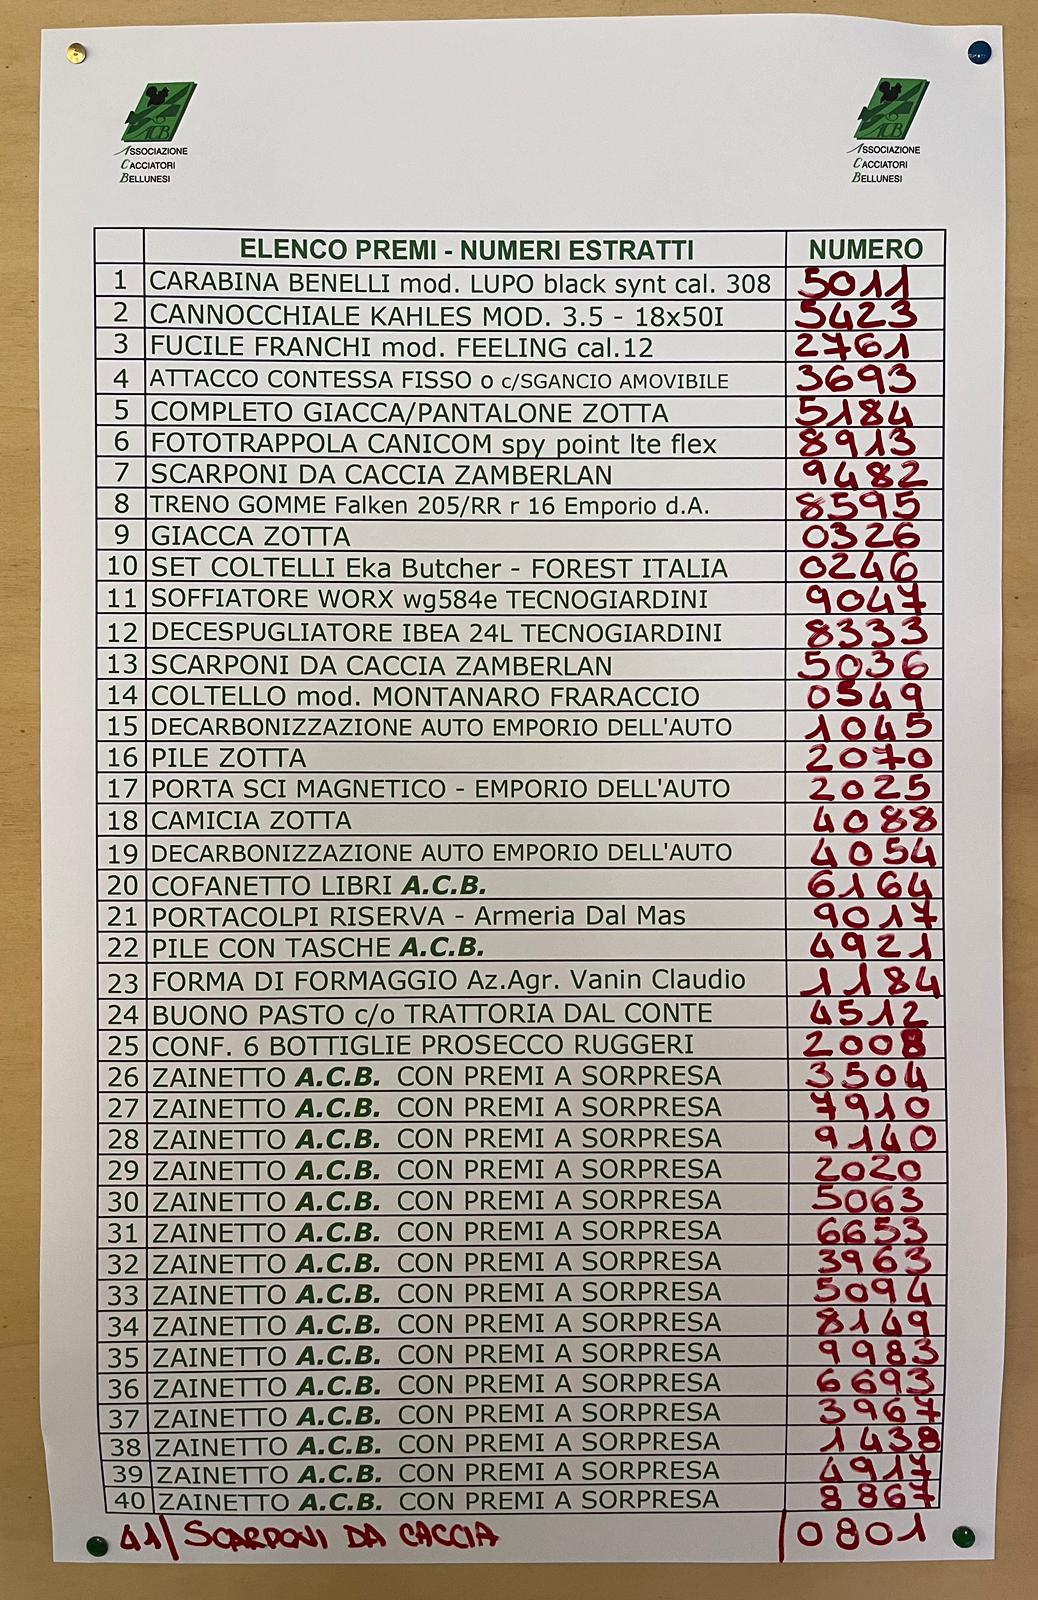 ACB
ASSOCIAZIONE
CACCIATORI
BELLUNESI
ACB
ASSOCIAZIONE
CACCIATORI
BELLUNESI
ELENCO PREMI - NUMERI ESTRATTI NUMERO
1 CARABINA BENELLI mod. LUPO black synt cal. 308 5011
2 CANNOCCHIALE KAHLES MOD. 3.5 - 18x50I 5423
3 FUCILE FRANCHI mod. FEELING cal.12 2761
4 ATTACCO CONTESSA FISSO o c/SGANCIO AMOVIBILE 3693
5 COMPLETO GIACCA/PANTALONE ZOTTA 5184
6 FOTOTRAPPOLA CANICOM spy point lte flex 8913
7 SCARPONI DA CACCIA ZAMBERLAN 9482
8 TRENO GOMME Falken 205/RR r 16 Emporio d.A. 8595
9 GIACCA ZOTTA 0326
10 SET COLTELLI Eka Butcher - FOREST ITALIA 0246
11 SOFFIATORE WORX wg584e TECNOGIARDINI 9047
12 DECESPUGLIATORE IBEA 24L TECNOGIARDINI 8333
13 SCARPONI DA CACCIA ZAMBERLAN 5036
14 COLTELLO mod. MONTANARO FRARACCIO 0549
15 DECARBONIZZAZIONE AUTO EMPORIO DELL'AUTO 1045
16 PILE ZOTTA 2070
17 PORTA SCI MAGNETICO - EMPORIO DELL'AUTO 2025
18 CAMICIA ZOTTA 4088
19 DECARBONIZZAZIONE AUTO EMPORIO DELL'AUTO 4054
20 COFANETTO LIBRI A.C.B. 6164
21 PORTACOLPI RISERVA - Armeria Dal Mas 9017
22 PILE CON TASCHE A.C.B. 4921
23 FORMA DI FORMAGGIO Az.Agr. Vanin Claudio 1184
24 BUONO PASTO c/o TRATTORIA DAL CONTE 4512
25 CONF. 6 BOTTIGLIE PROSECCO RUGGERI 2008
26 ZAINETTO A.C.B. CON PREMI A SORPRESA 3504
27 ZAINETTO A.C.B. CON PREMI A SORPRESA 7910
28 ZAINETTO A.C.B. CON PREMI A SORPRESA 9140
29 ZAINETTO A.C.B. CON PREMI A SORPRESA 2020
30 ZAINETTO A.C.B. CON PREMI A SORPRESA 5063
31 ZAINETTO A.C.B. CON PREMI A SORPRESA 6653
32 ZAINETTO A.C.B. CON PREMI A SORPRESA 3963
33 ZAINETTO A.C.B. CON PREMI A SORPRESA 5094
34 ZAINETTO A.C.B. CON PREMI A SORPRESA 8149
35 ZAINETTO A.C.B. CON PREMI A SORPRESA 9983
36 ZAINETTO A.C.B. CON PREMI A SORPRESA 6693
37 ZAINETTO A.C.B. CON PREMI A SORPRESA 3967
38 ZAINETTO A.C.B. CON PREMI A SORPRESA 1438
39 ZAINETTO A.C.B. CON PREMI A SORPRESA 4917
40 ZAINETTO A.C.B. CON PREMI A SORPRESA 8867
41 SCARPONI DA CACCIA 0801